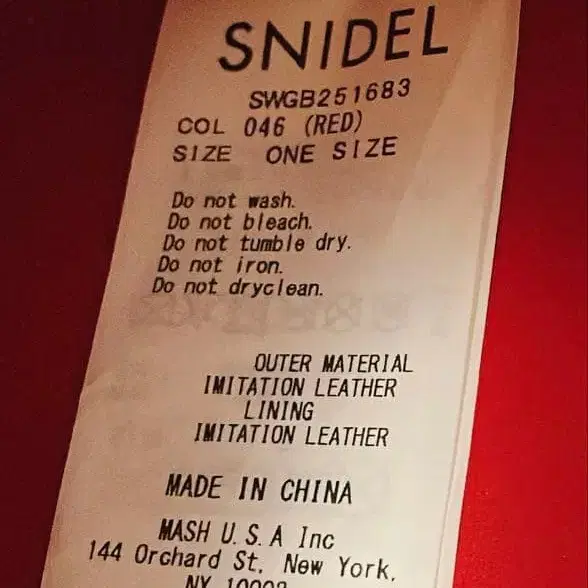 SNIDEL
SWGB251683
COL 046 (RED)
SIZE ONE SIZE
Do not wash.
Do not bleach.
Do not tumble dry.
Do not iron.
Do not dryclean.
OUTER MATERIAL
IMITATION LEATHER
LINING
IMITATION LEATHER
MADE IN CHINA
MASH U.S.A Inc
144 Orchard St, New York,
NY